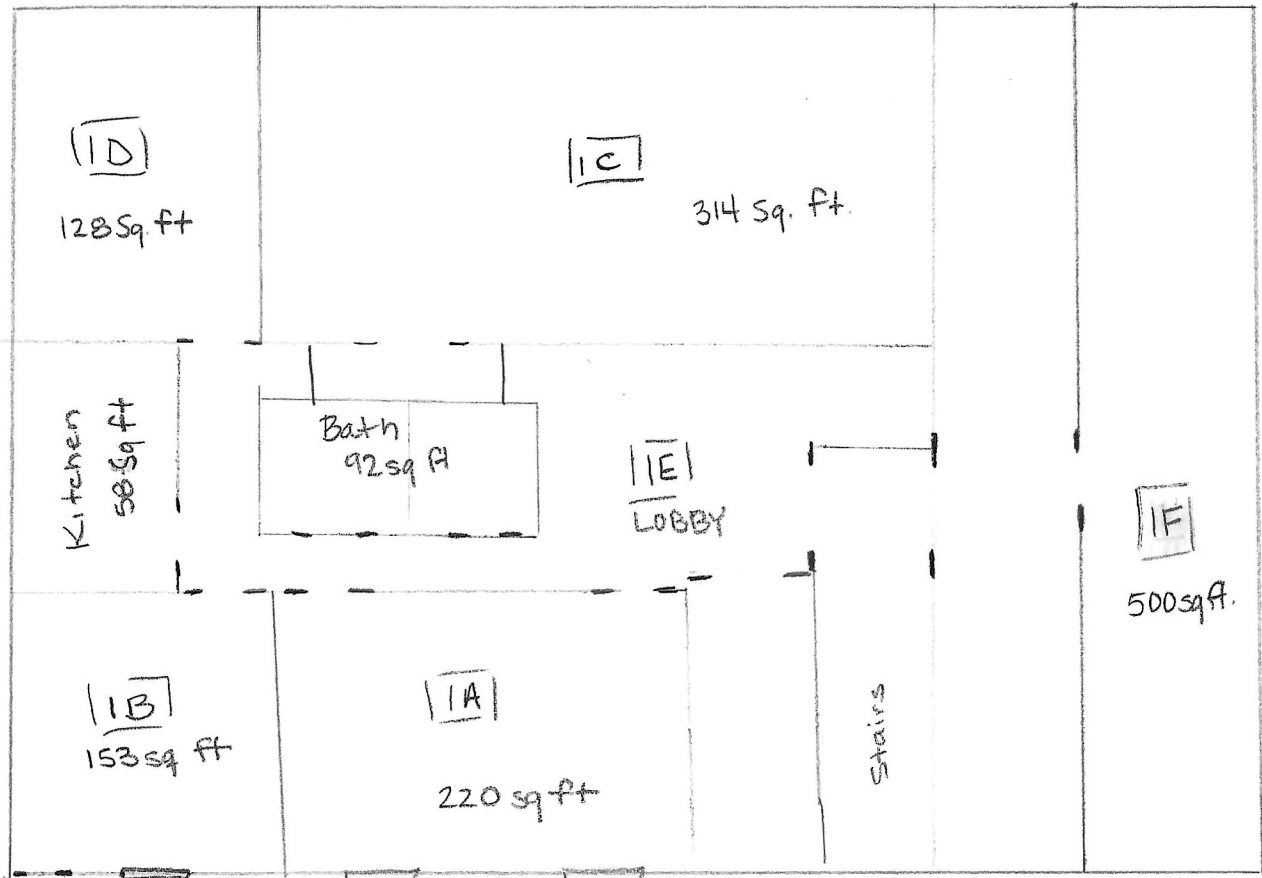 1D
128 Sq. ft
1C
314 Sq. ft.
Kitchen
58 Sq ft
Bath
92 sq ft
1E
LOBBY
1F
500 sq ft.
1B
153 sq ft
1A
220 sq ft
Stairs